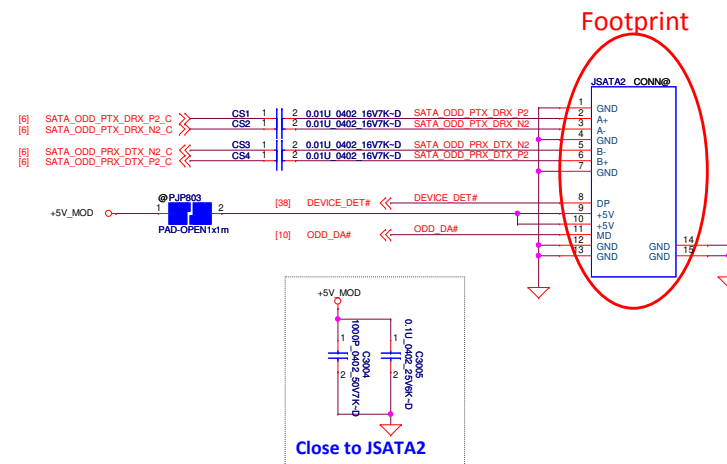 Footprint
JSATA2 CONN@
[6] SATA_ODD_PTX_DRX_P2_C CS1 1 2 0.01U_0402_16V7K~D SATA_ODD_PTX_DRX_P2 2 A+
1 GND
[6] SATA_ODD_PTX_DRX_N2_C CS2 1 2 0.01U_0402_16V7K~D SATA_ODD_PTX_DRX_N2 3 A-
4 GND
[6] SATA_ODD_PRX_DTX_N2_C CS3 1 2 0.01U_0402_16V7K~D SATA_ODD_PRX_DTX_N2 5 B-
[6] SATA_ODD_PRX_DTX_P2_C CS4 1 2 0.01U_0402_16V7K~D SATA_ODD_PRX_DTX_P2 6 B+
7 GND
@PJP803
[38] DEVICE_DET# DEVICE_DET# 8 DP
+5V_MOD 1 2 9 +5V
PAD-OPEN1x1m
10 +5V
[10] ODD_DA# ODD_DA# 11 MD
12 GND GND 14
13 GND GND 15
+5V_MOD
1 2 C3004 1000P_0402_50V7K~D
1 2 C3005 0.1U_0402_25V6K~D
Close to JSATA2